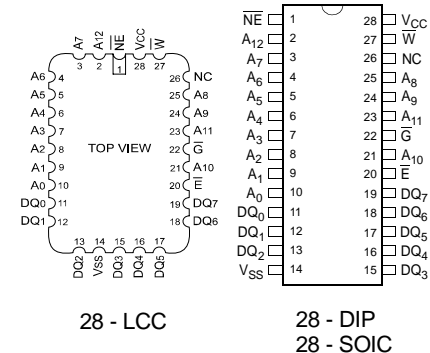 A7 A12 N̅E̅ VCC W̅
3 2 1 28 27
A6 4 26 NC
A5 5 25 A8
A4 6 24 A9
A3 7 23 A11
A2 8 TOP VIEW 22 G̅
A1 9 21 A10
A0 10 20 E̅
DQ0 11 19 DQ7
DQ1 12 18 DQ6
13 14 15 16 17
DQ2 VSS DQ3 DQ4 DQ5
28 - LCC
N̅E̅ 1 28 VCC
A12 2 27 W̅
A7 3 26 NC
A6 4 25 A8
A5 5 24 A9
A4 6 23 A11
A3 7 22 G̅
A2 8 21 A10
A1 9 20 E̅
A0 10 19 DQ7
DQ0 11 18 DQ6
DQ1 12 17 DQ5
DQ2 13 16 DQ4
VSS 14 15 DQ3
28 - DIP
28 - SOIC